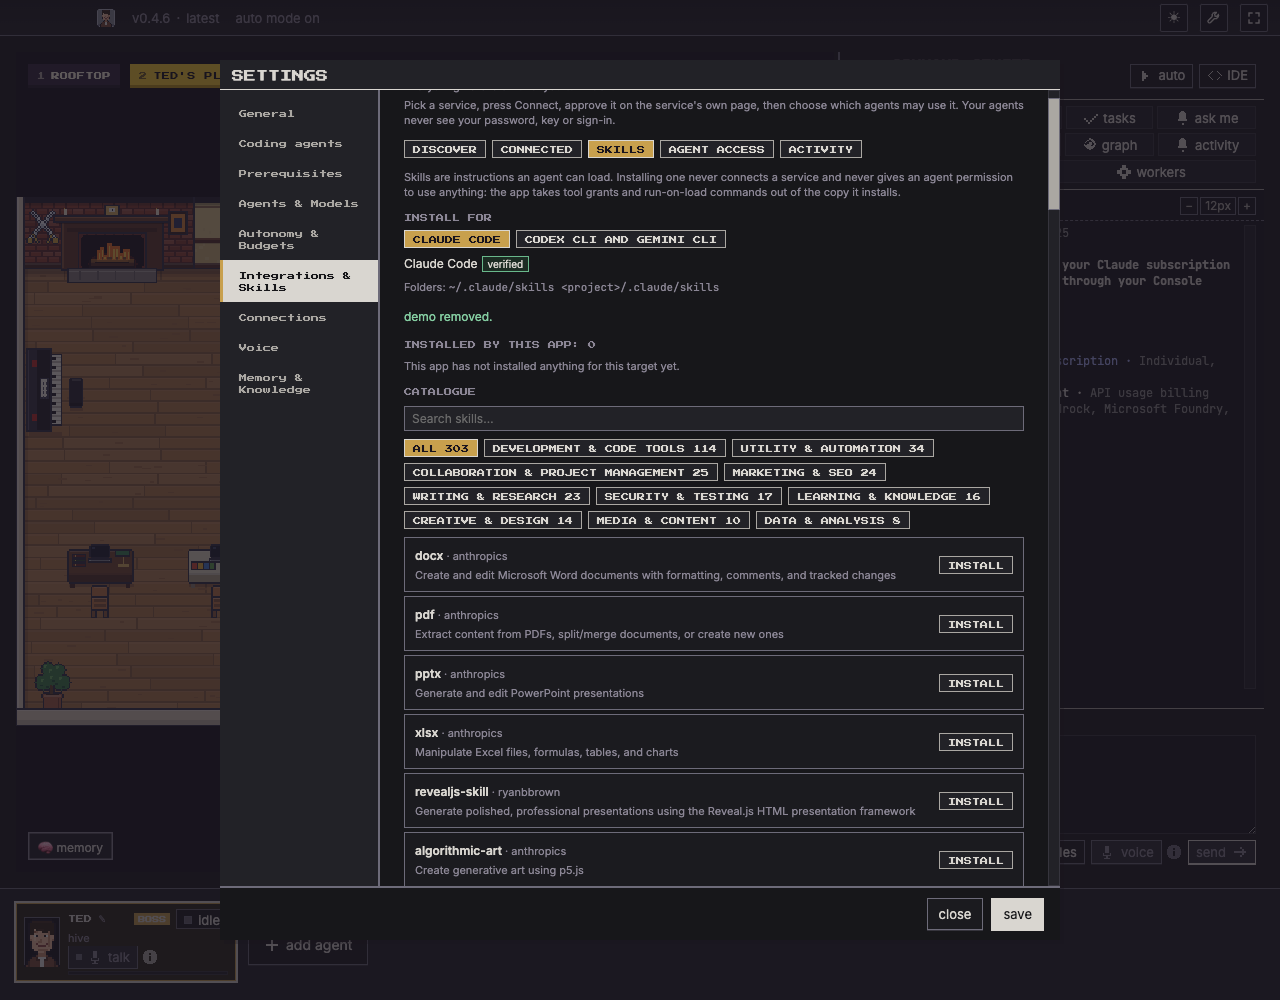 v0.4.6 · latest auto mode on
1 ROOFTOP
2 TED'S PL
auto
IDE
SETTINGS
General
Coding agents
Prerequisites
Agents & Models
Autonomy &
Budgets
Integrations &
Skills
Connections
Voice
Memory &
Knowledge
Pick a service, press Connect, approve it on the service's own page, then choose which agents may use it. Your agents
never see your password, key or sign-in.
DISCOVER
CONNECTED
SKILLS
AGENT ACCESS
ACTIVITY
Skills are instructions an agent can load. Installing one never connects a service and never gives an agent permission
to use anything: the app takes tool grants and run-on-load commands out of the copy it installs.
INSTALL FOR
CLAUDE CODE
CODEX CLI AND GEMINI CLI
Claude Code verified
Folders: ~/.claude/skills <project>/.claude/skills
demo removed.
INSTALLED BY THIS APP: 0
This app has not installed anything for this target yet.
CATALOGUE
Search skills...
ALL 303
DEVELOPMENT & CODE TOOLS 114
UTILITY & AUTOMATION 34
COLLABORATION & PROJECT MANAGEMENT 25
MARKETING & SEO 24
WRITING & RESEARCH 23
SECURITY & TESTING 17
LEARNING & KNOWLEDGE 16
CREATIVE & DESIGN 14
MEDIA & CONTENT 10
DATA & ANALYSIS 8
docx · anthropics
Create and edit Microsoft Word documents with formatting, comments, and tracked changes
INSTALL
pdf · anthropics
Extract content from PDFs, split/merge documents, or create new ones
INSTALL
pptx · anthropics
Generate and edit PowerPoint presentations
INSTALL
xlsx · anthropics
Manipulate Excel files, formulas, tables, and charts
INSTALL
revealjs-skill · ryanbbrown
Generate polished, professional presentations using the Reveal.js HTML presentation framework
INSTALL
algorithmic-art · anthropics
Create generative art using p5.js
INSTALL
close
save
tasks
ask me
graph
activity
workers
- 12px +
25
your Claude subscription
through your Console
scription · Individual,
nt · API usage billing
drock, Microsoft Foundry,
les
voice
send
memory
TED
BOSS
idle
hive
talk
+ add agent